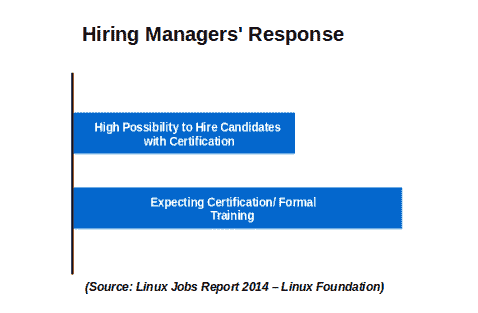 Hiring Managers' Response
High Possibility to Hire Candidates
with Certification
Expecting Certification/ Formal
Training
(Source: Linux Jobs Report 2014 – Linux Foundation)